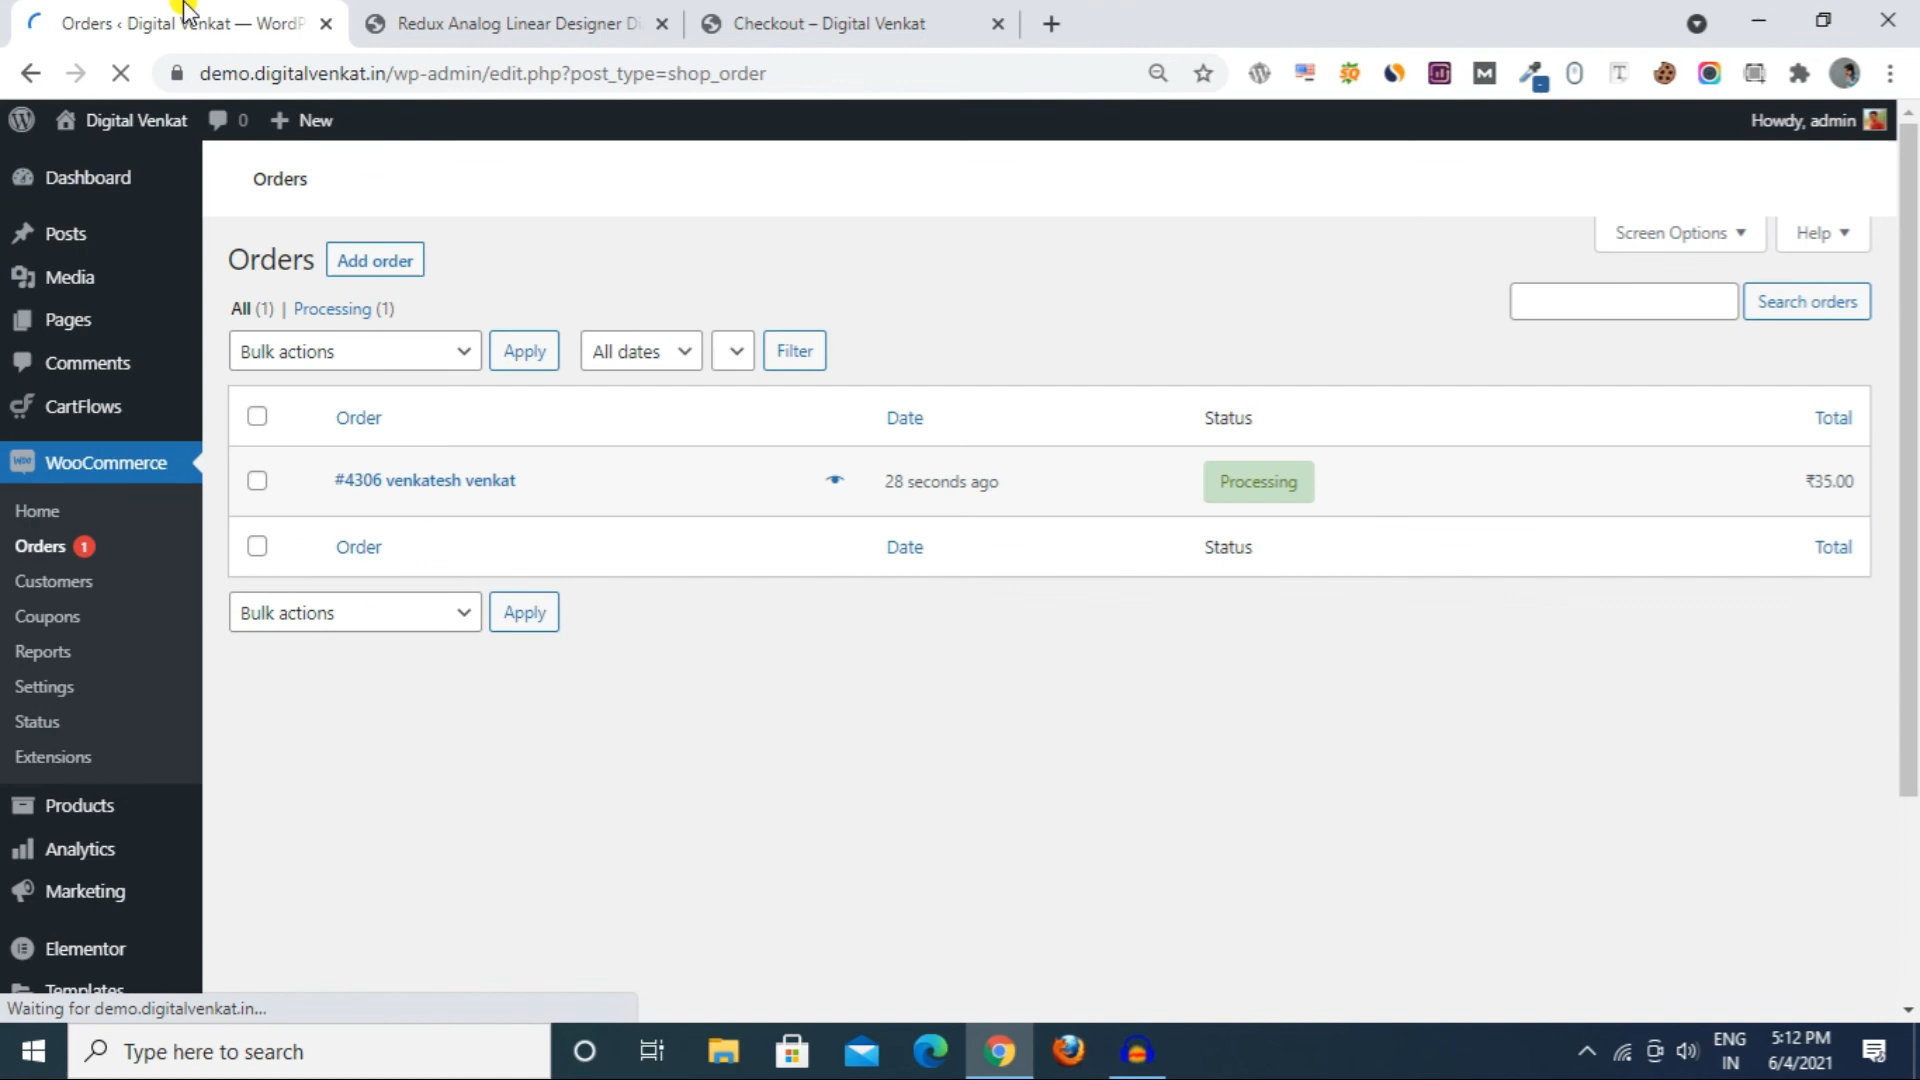 Orders ‹ Digital Venkat — WordP
Redux Analog Linear Designer Di
Checkout – Digital Venkat
demo.digitalvenkat.in/wp-admin/edit.php?post_type=shop_order
Digital Venkat
0
New
Howdy, admin
Dashboard
Posts
Media
Pages
Comments
CartFlows
WooCommerce
Home
Orders 1
Customers
Coupons
Reports
Settings
Status
Extensions
Products
Analytics
Marketing
Elementor
Templates
Orders
Screen Options
Help
Orders
Add order
All (1) | Processing (1)
Search orders
Bulk actions
Apply
All dates
Filter
Order
Date
Status
Total
#4306 venkatesh venkat
28 seconds ago
Processing
₹35.00
Order
Date
Status
Total
Bulk actions
Apply
Waiting for demo.digitalvenkat.in...
Type here to search
ENG
IN
5:12 PM
6/4/2021